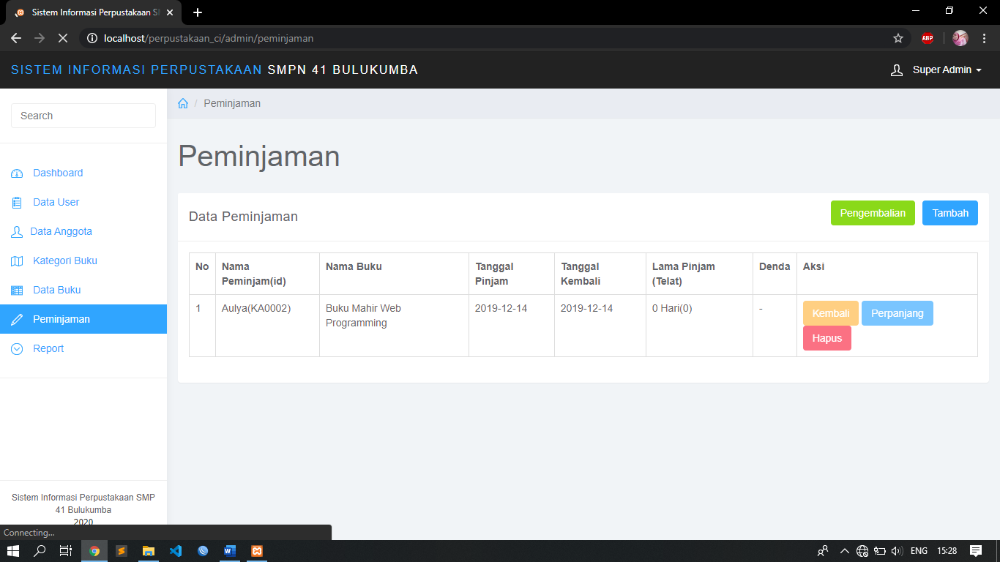 Sistem Informasi Perpustakaan S
localhost/perpustakaan_ci/admin/peminjaman
ABP
SISTEM INFORMASI PERPUSTAKAAN SMPN 41 BULUKUMBA
Super Admin
Search
Peminjaman
Dashboard
Data User
Data Anggota
Kategori Buku
Data Buku
Peminjaman
Report
Peminjaman
Data Peminjaman
Pengembalian Tambah
No Nama Peminjam(id) Nama Buku Tanggal Pinjam Tanggal Kembali Lama Pinjam (Telat) Denda Aksi
1 Aulya(KA0002) Buku Mahir Web Programming 2019-12-14 2019-12-14 0 Hari(0) - Kembali Perpanjang
Hapus
Sistem Informasi Perpustakaan SMP
41 Bulukumba
2020
Connecting...
ENG 15:28